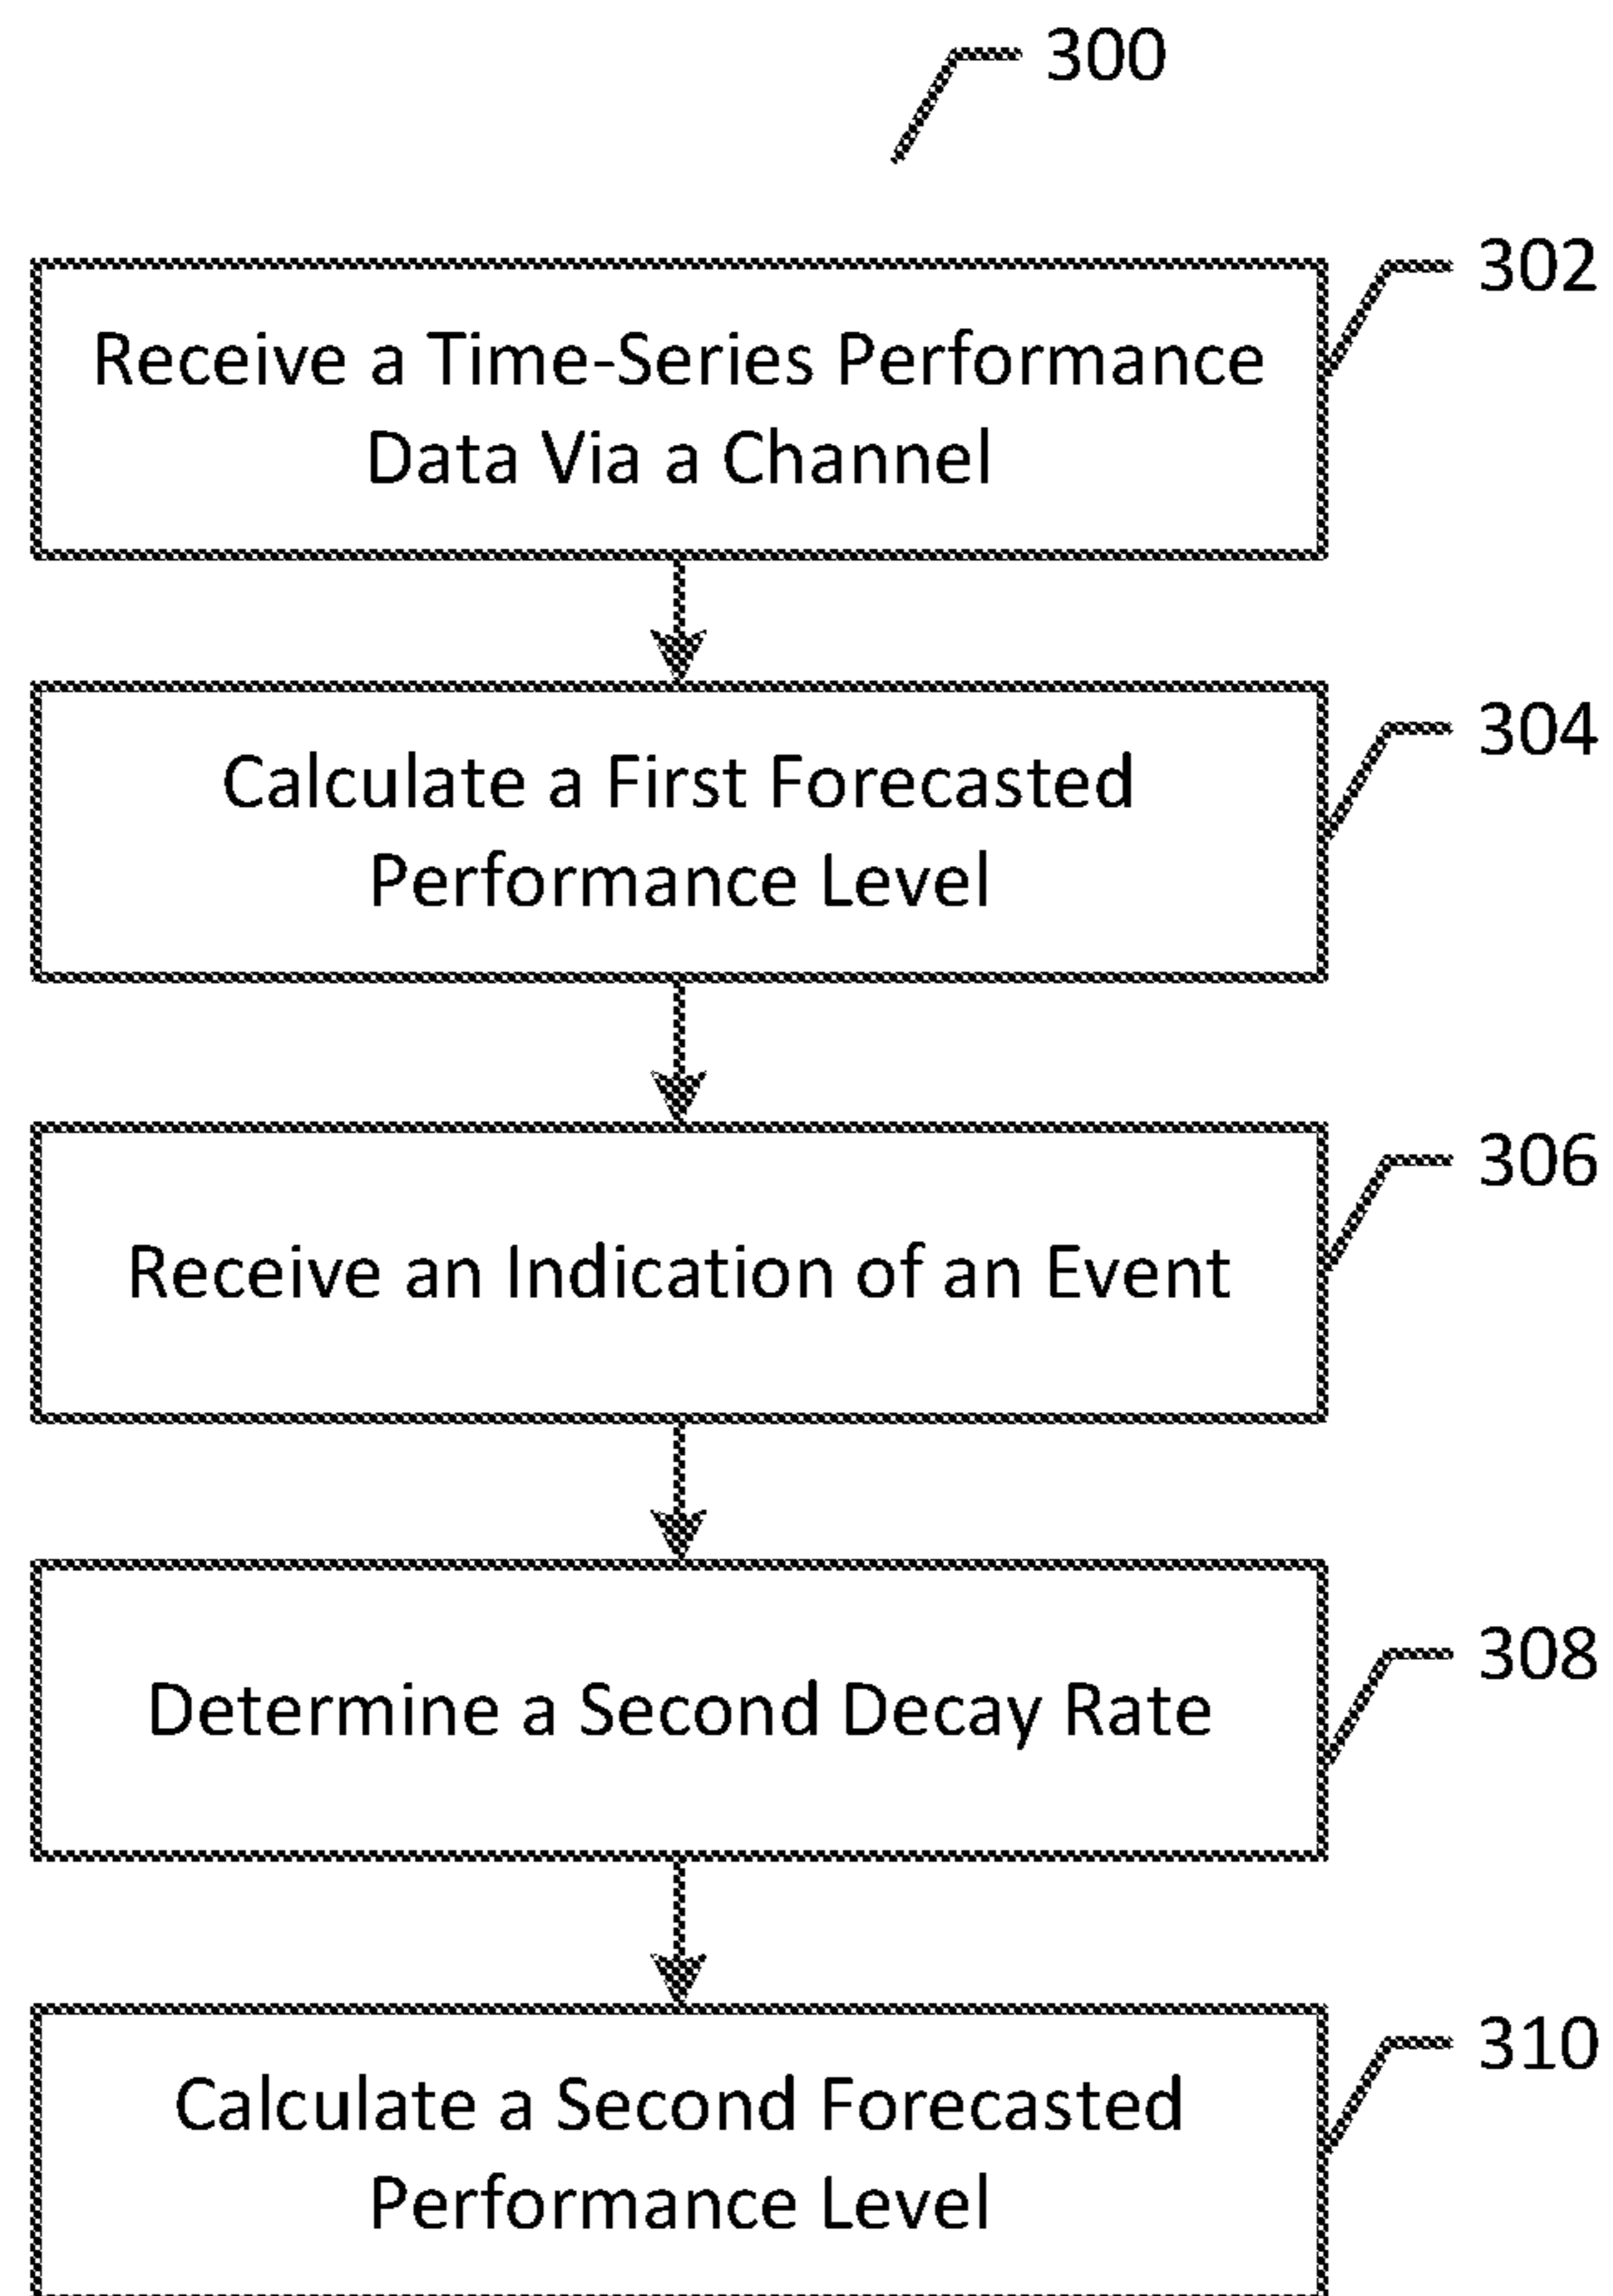 300
302
Receive a Time-Series Performance
Data Via a Channel
304
Calculate a First Forecasted
Performance Level
306
Receive an Indication of an Event
308
Determine a Second Decay Rate
310
Calculate a Second Forecasted
Performance Level